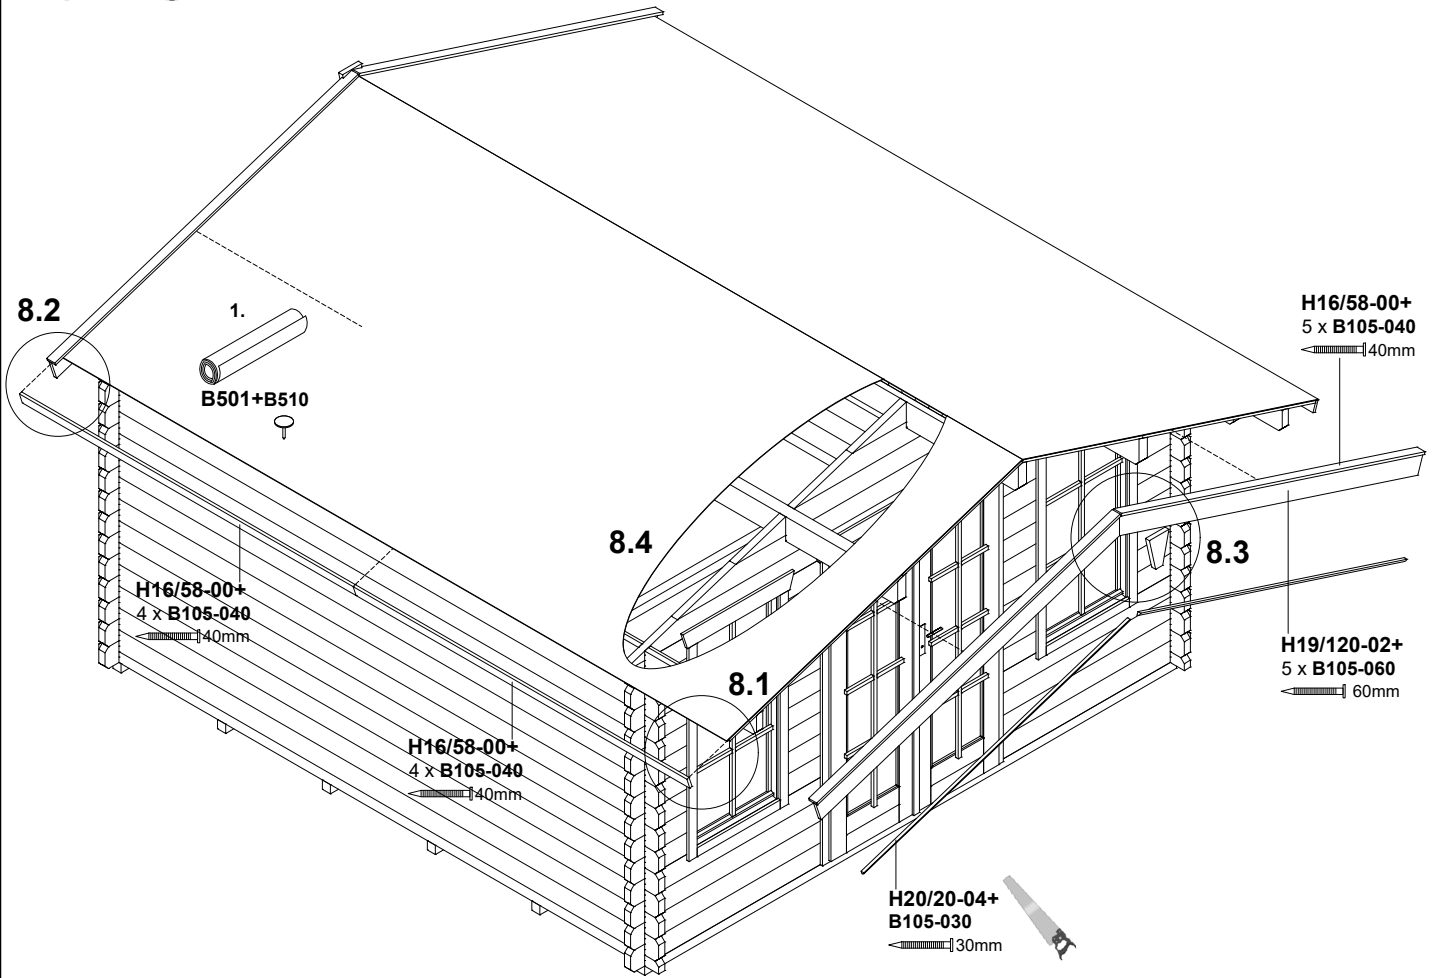 8.2
1.
B501+B510
H16/58-00+
5 x B105-040
40mm
8.4
8.3
H16/58-00+
4 x B105-040
40mm
H19/120-02+
5 x B105-060
60mm
8.1
H16/58-00+
4 x B105-040
40mm
H20/20-04+
B105-030
30mm